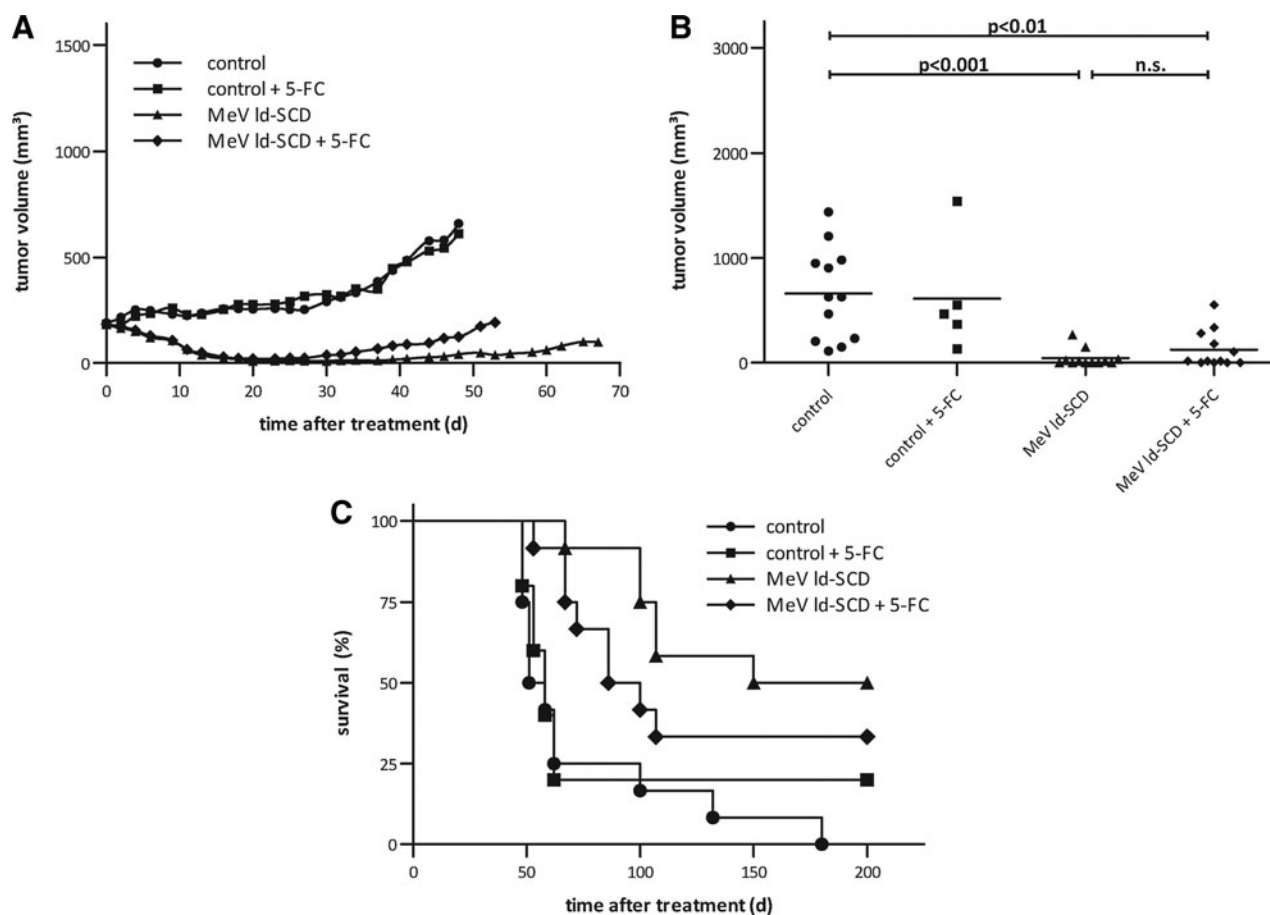 A
1500
1000
500
0
tumor volume (mm³)
control
control + 5-FC
MeV ld-SCD
MeV ld-SCD + 5-FC
0 10 20 30 40 50 60 70
time after treatment (d)
B
3000
2000
1000
0
tumor volume (mm³)
p<0.01
p<0.001
n.s.
control
control + 5-FC
MeV ld-SCD
MeV ld-SCD + 5-FC
C
100
75
50
25
0
survival (%)
control
control + 5-FC
MeV ld-SCD
MeV ld-SCD + 5-FC
0 50 100 150 200
time after treatment (d)